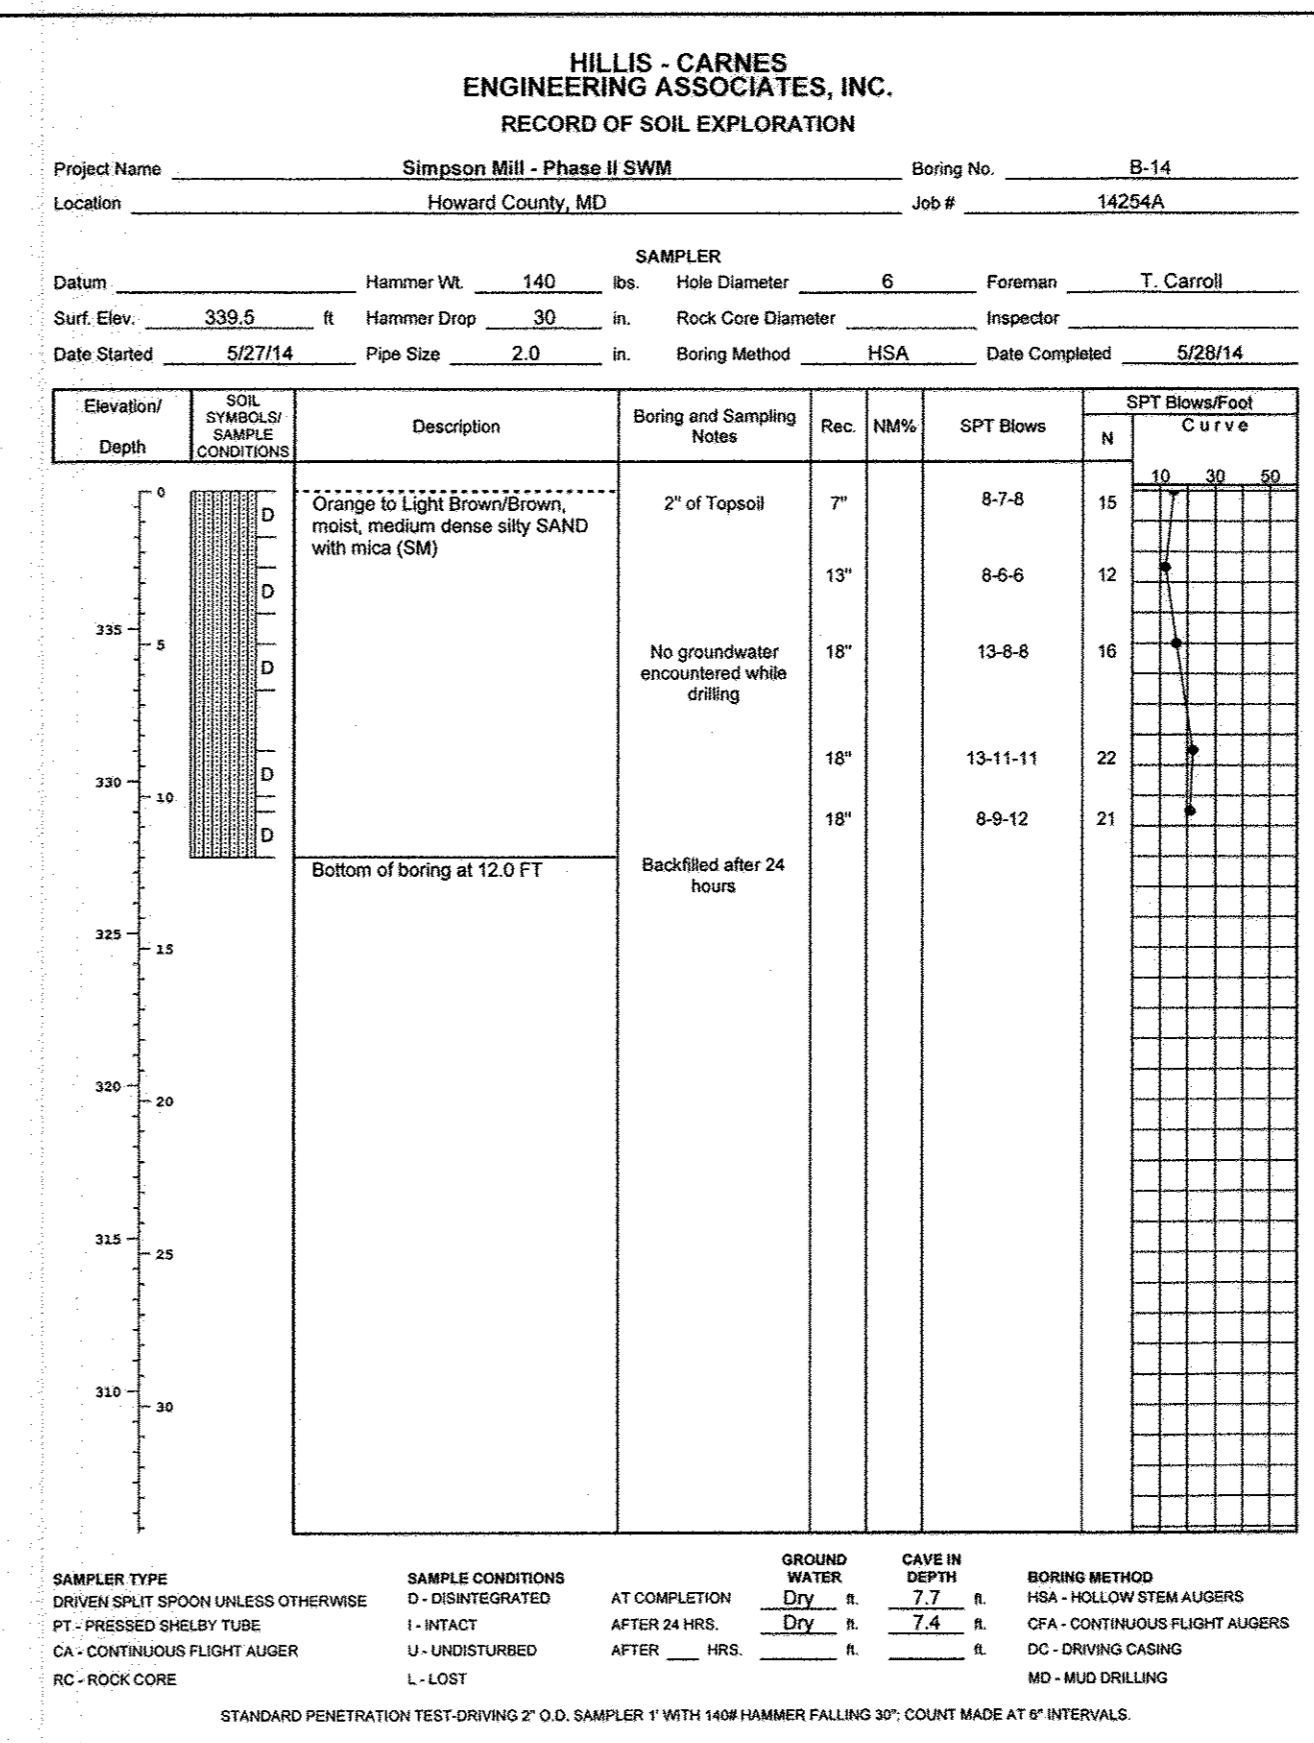 HILLIS - CARNES
ENGINEERING ASSOCIATES, INC.
RECORD OF SOIL EXPLORATION
Project Name Simpson Mill - Phase II SWM Boring No. B-14
Location Howard County, MD Job # 14254A
SAMPLER
Datum Hammer Wt. 140 lbs. Hole Diameter 6 Foreman T. Carroll
Surf. Elev. 339.5 ft Hammer Drop 30 in. Rock Core Diameter Inspector
Date Started 5/27/14 Pipe Size 2.0 in. Boring Method HSA Date Completed 5/28/14
Elevation/
Depth
SOIL
SYMBOLS/
SAMPLE
CONDITIONS
Description
Boring and Sampling
Notes
Rec.
NM%
SPT Blows
SPT Blows/Foot
N
Curve
10 30 50
0
D
Orange to Light Brown/Brown,
moist, medium dense silty SAND
with mica (SM)
2" of Topsoil
7" 8-7-8 15
D
13" 8-6-6 12
335
5
D
No groundwater
encountered while
drilling
18" 13-8-8 16
330
10
D
18" 13-11-11 22
D
18" 8-9-12 21
Bottom of boring at 12.0 FT
Backfilled after 24
hours
325
15
320
20
315
25
310
30
SAMPLER TYPE
DRIVEN SPLIT SPOON UNLESS OTHERWISE
PT - PRESSED SHELBY TUBE
CA - CONTINUOUS FLIGHT AUGER
RC - ROCK CORE
SAMPLE CONDITIONS
D - DISINTEGRATED
I - INTACT
U - UNDISTURBED
L - LOST
GROUND
WATER
CAVE IN
DEPTH
AT COMPLETION Dry ft. 7.7 ft.
AFTER 24 HRS. Dry ft. 7.4 ft.
AFTER ___ HRS. ft. ft.
BORING METHOD
HSA - HOLLOW STEM AUGERS
CFA - CONTINUOUS FLIGHT AUGERS
DC - DRIVING CASING
MD - MUD DRILLING
STANDARD PENETRATION TEST-DRIVING 2" O.D. SAMPLER 1' WITH 140# HAMMER FALLING 30"; COUNT MADE AT 6" INTERVALS.